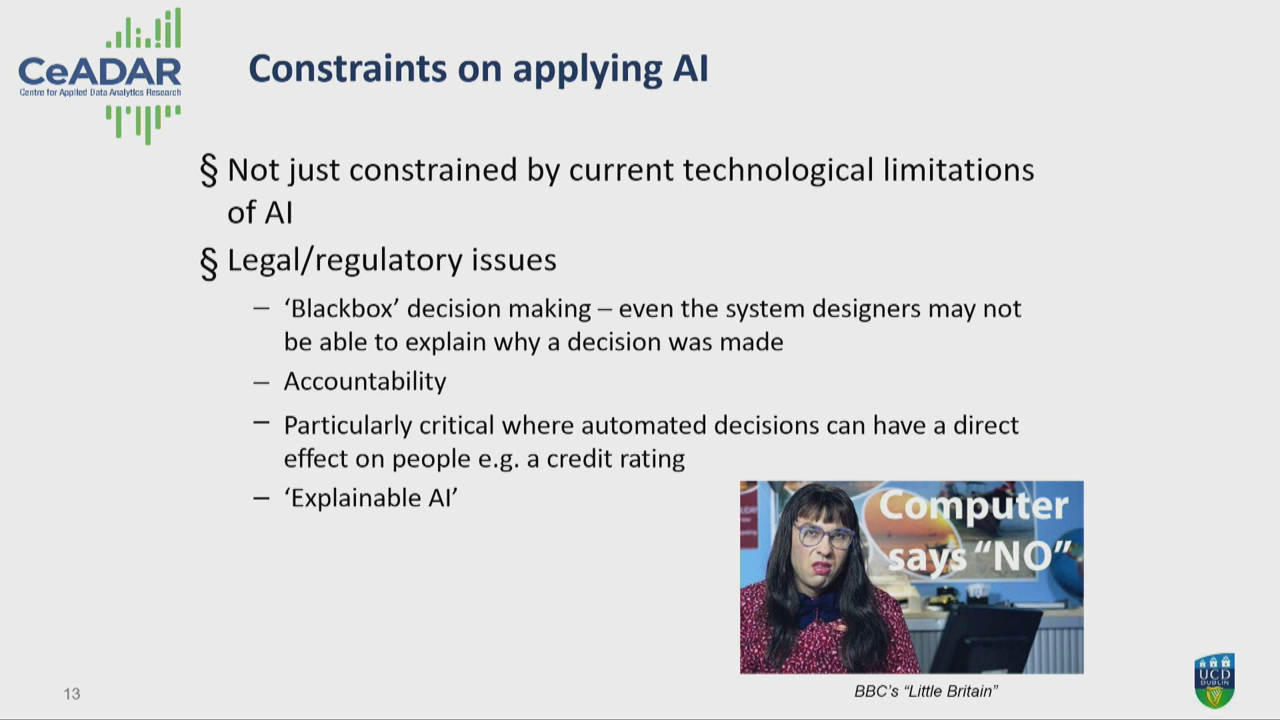 CeADAR
Centre for Applied Data Analytics Research
Constraints on applying AI
§ Not just constrained by current technological limitations
of AI
§ Legal/regulatory issues
– ‘Blackbox’ decision making – even the system designers may not
be able to explain why a decision was made
– Accountability
– Particularly critical where automated decisions can have a direct
effect on people e.g. a credit rating
– ‘Explainable AI’
Computer
says “NO”
BBC’s “Little Britain”
13
UCD
DUBLIN